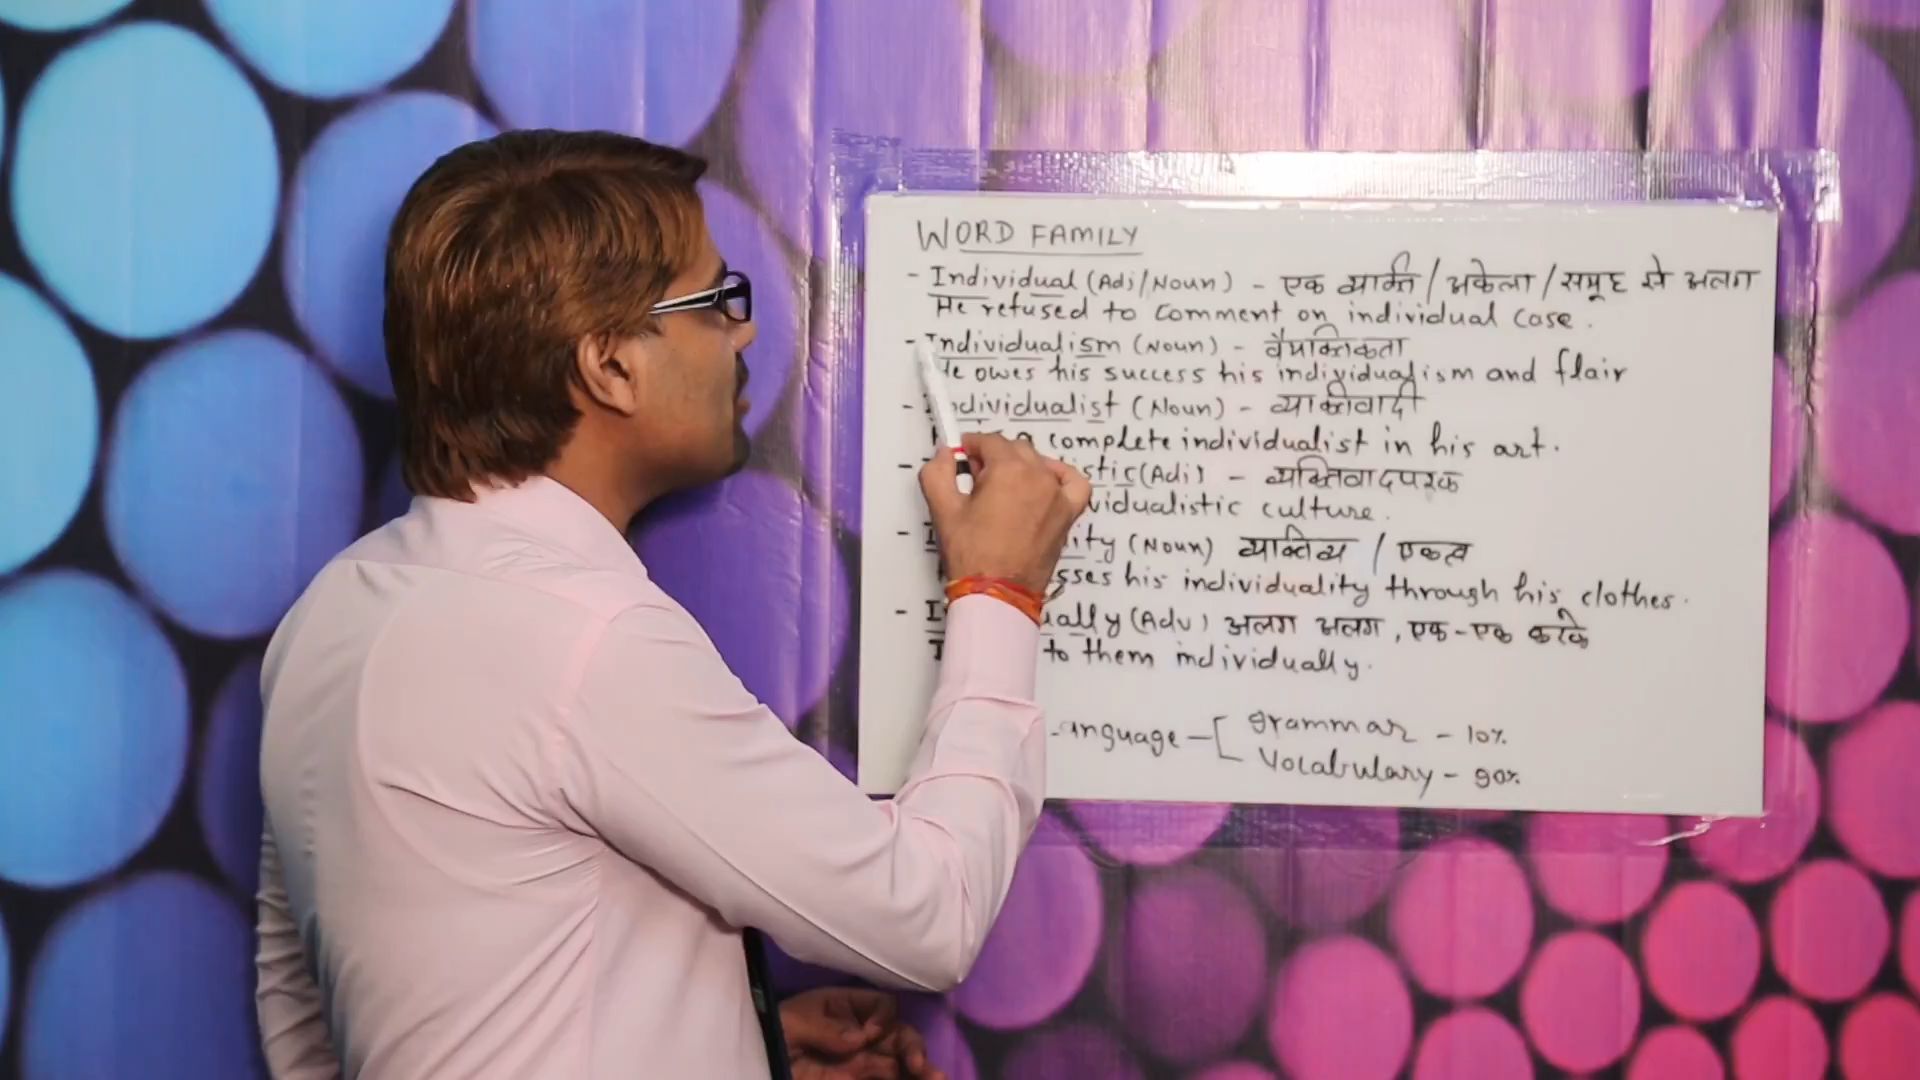 WORD FAMILY
- Individual (Adj/Noun) - एक व्यक्ति / अकेला / समूह से अलग
He refused to comment on individual case.
- Individualism (Noun) - वैयक्तिकता
He owes his success his individualism and flair
- Individualist (Noun) - व्यक्तिवादी
a complete individualist in his art.
- (Adj) - व्यक्तिवादपरक
culture.
- (Noun) व्यक्तित्व / एकत्व
his individuality through his clothes.
- (Adv) अलग अलग, एक-एक करके
to them individually.
Language - [ grammar - 10%
Vocabulary - 90%